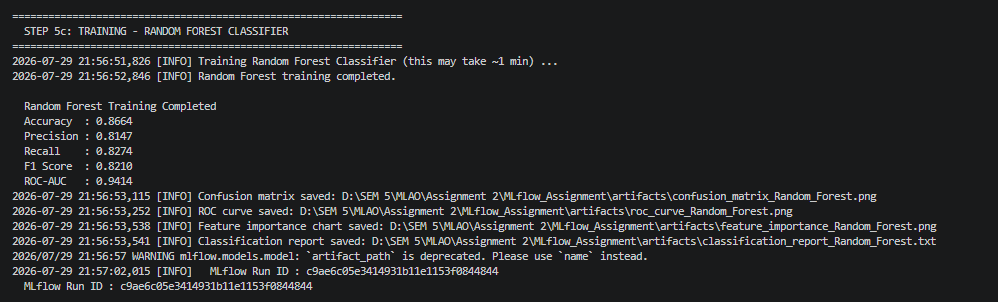 =================================================================
STEP 5c: TRAINING - RANDOM FOREST CLASSIFIER
=================================================================
2026-07-29 21:56:51,826 [INFO] Training Random Forest Classifier (this may take ~1 min) ...
2026-07-29 21:56:52,846 [INFO] Random Forest training completed.
Random Forest Training Completed
Accuracy  : 0.8664
Precision : 0.8147
Recall    : 0.8274
F1 Score  : 0.8210
ROC-AUC   : 0.9414
2026-07-29 21:56:53,115 [INFO] Confusion matrix saved: D:\SEM 5\MLAO\Assignment 2\MLflow_Assignment\artifacts\confusion_matrix_Random_Forest.png
2026-07-29 21:56:53,252 [INFO] ROC curve saved: D:\SEM 5\MLAO\Assignment 2\MLflow_Assignment\artifacts\roc_curve_Random_Forest.png
2026-07-29 21:56:53,538 [INFO] Feature importance chart saved: D:\SEM 5\MLAO\Assignment 2\MLflow_Assignment\artifacts\feature_importance_Random_Forest.png
2026-07-29 21:56:53,541 [INFO] Classification report saved: D:\SEM 5\MLAO\Assignment 2\MLflow_Assignment\artifacts\classification_report_Random_Forest.txt
2026/07/29 21:56:57 WARNING mlflow.models.model: `artifact_path` is deprecated. Please use `name` instead.
2026-07-29 21:57:02,015 [INFO]   MLflow Run ID : c9ae6c05e3414931b11e1153f0844844
MLflow Run ID : c9ae6c05e3414931b11e1153f0844844